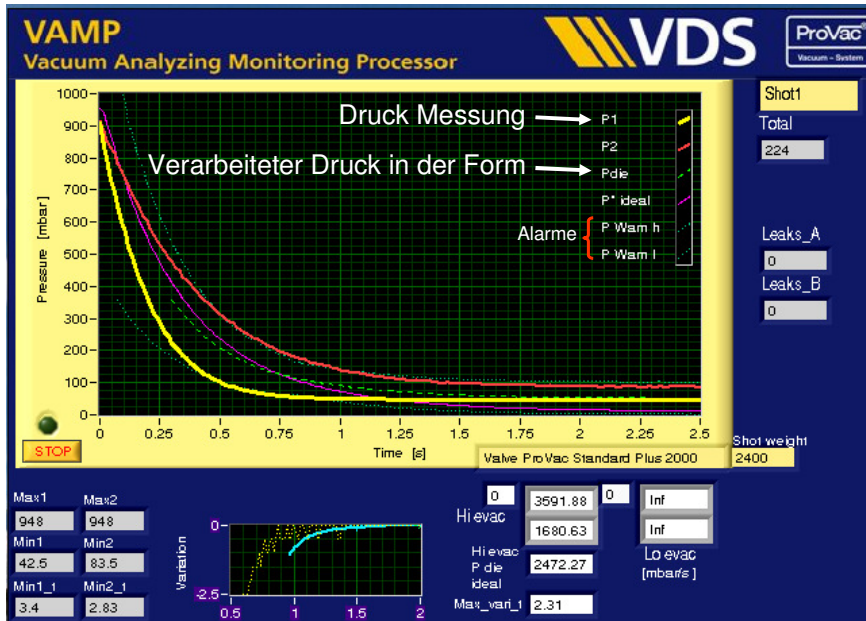 VAMP
Vacuum Analyzing Monitoring Processor
VDS
ProVac
Vacuum - System
1000
900
800
700
600
500
400
300
200
100
0
Pressure [mbar]
0 0.25 0.5 0.75 1 1.25 1.5 1.75 2 2.25 2.5
Time [s]
Druck Messung
Verarbeiteter Druck in der Form
Alarme
P1
P2
Pdie
P* ideal
P Warn h
P Warn l
STOP
Shot1
Total
224
Leaks_A
0
Leaks_B
0
Valve ProVac Standard Plus 2000
Shot weight
2400
Max1 Max2
948 948
Min1 Min2
42.5 83.5
Min1_t Min2_t
3.4 2.83
Variation
0
-2.5
0.5 1 1.5 2
0 3591.88 0 Inf
Hi evac
1680.63 Inf
Hi evac
P die
ideal
2472.27
Lo evac
[mbar/s]
Max_vari_t 2.31